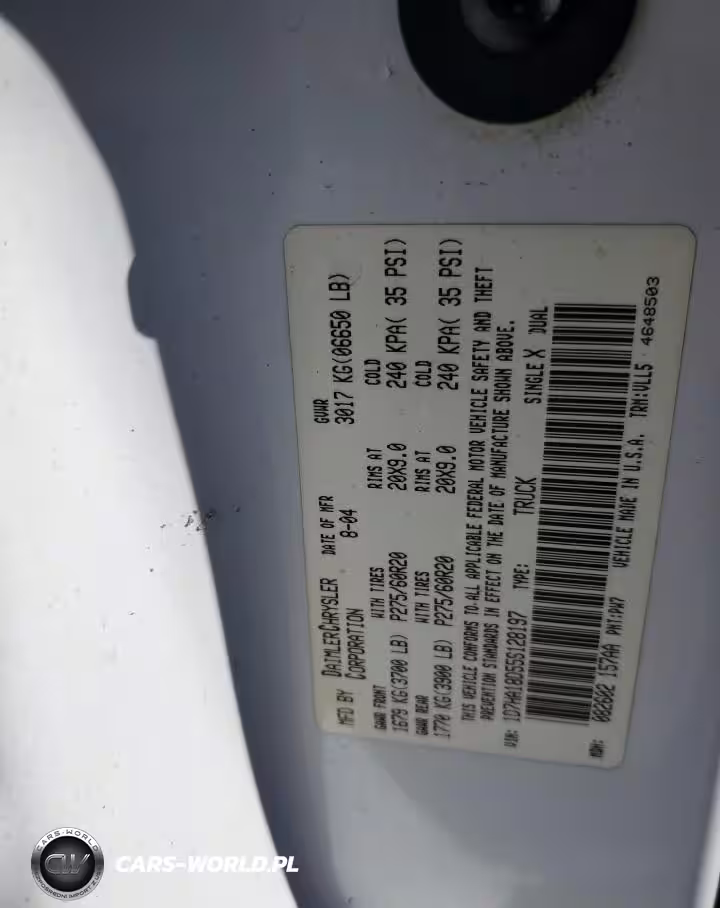 MFD BY DAIMLERCHRYSLER CORPORATION
DATE OF MFR 8-04
GVWR 3017 KG(06650 LB)
GAWR FRONT WITH TIRES RIMS AT COLD
1679 KG(3700 LB) P275/60R20 20X9.0 240 KPA( 35 PSI)
GAWR REAR WITH TIRES RIMS AT COLD
1770 KG(3900 LB) P275/60R20 20X9.0 240 KPA( 35 PSI)
THIS VEHICLE CONFORMS TO ALL APPLICABLE FEDERAL MOTOR VEHICLE SAFETY AND THEFT
PREVENTION STANDARDS IN EFFECT ON THE DATE OF MANUFACTURE SHOWN ABOVE.
VIN: 1D7HA18D555128197 TYPE: TRUCK SINGLE X DUAL
MDH: 082602 157AA PNT:PW7 VEHICLE MADE IN U.S.A. TRM:VLL5 4648503
CARS-WORLD
CW
CARS-WORLD.PL